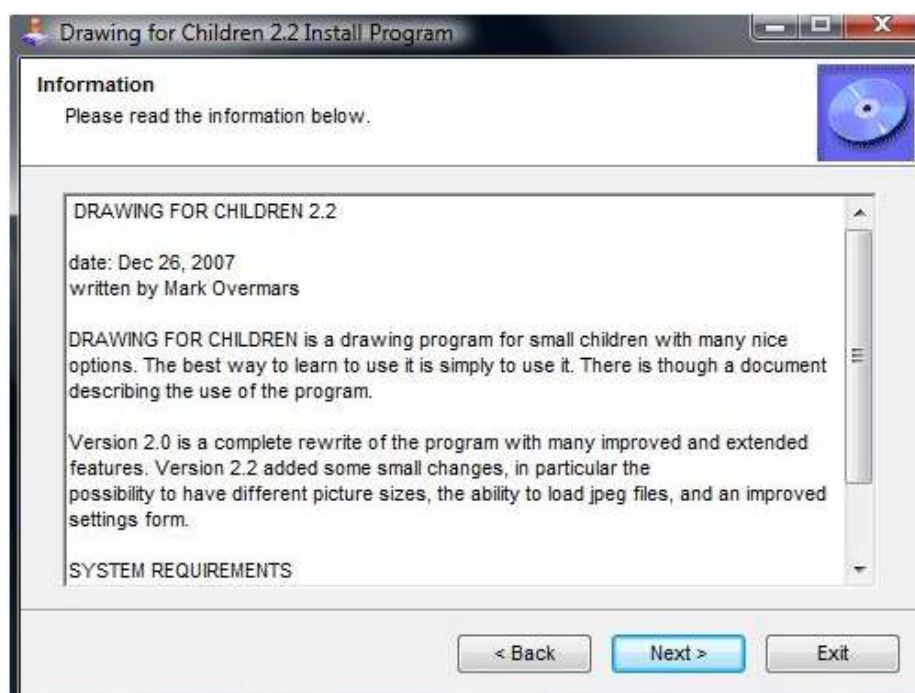 Drawing for Children 2.2 Install Program
Information
Please read the information below.
DRAWING FOR CHILDREN 2.2
date: Dec 26, 2007
written by Mark Overmars
DRAWING FOR CHILDREN is a drawing program for small children with many nice
options. The best way to learn to use it is simply to use it. There is though a document
describing the use of the program.
Version 2.0 is a complete rewrite of the program with many improved and extended
features. Version 2.2 added some small changes, in particular the
possibility to have different picture sizes, the ability to load jpeg files, and an improved
settings form.
SYSTEM REQUIREMENTS
< Back Next > Exit